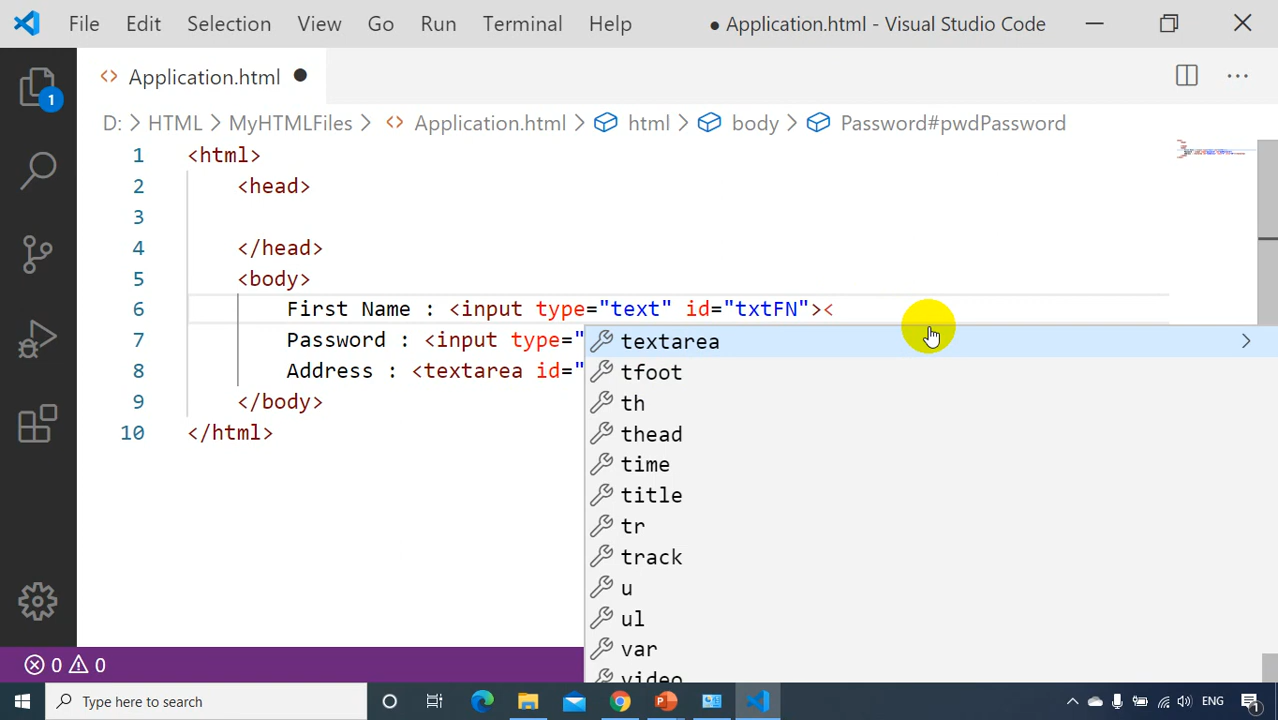 File Edit Selection View Go Run Terminal Help ● Application.html - Visual Studio Code
Application.html
1
D: > HTML > MyHTMLFiles > Application.html > html > body > Password#pwdPassword
1 <html>
2 <head>
3
4 </head>
5 <body>
6 First Name : <input type="text" id="txtFN"><
7 Password : <input type="
8 Address : <textarea id="
9 </body>
10 </html>
textarea
tfoot
th
thead
time
title
tr
track
u
ul
var
video
0 0
Type here to search
ENG
1